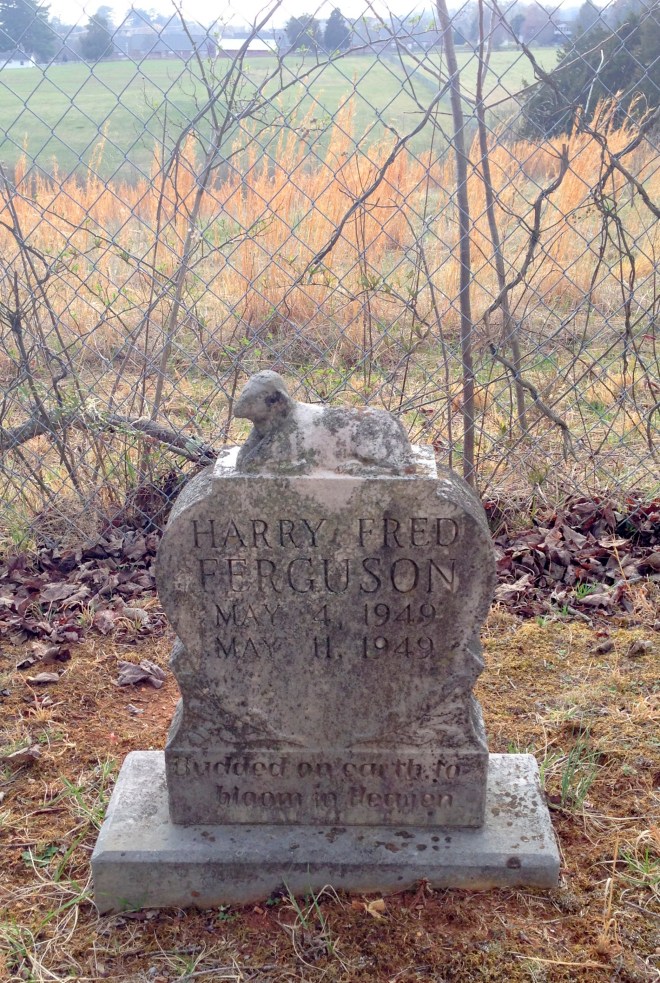 HARRY FRED
FERGUSON
MAY 4, 1949
MAY 11, 1949
Budded on earth to
bloom in Heaven